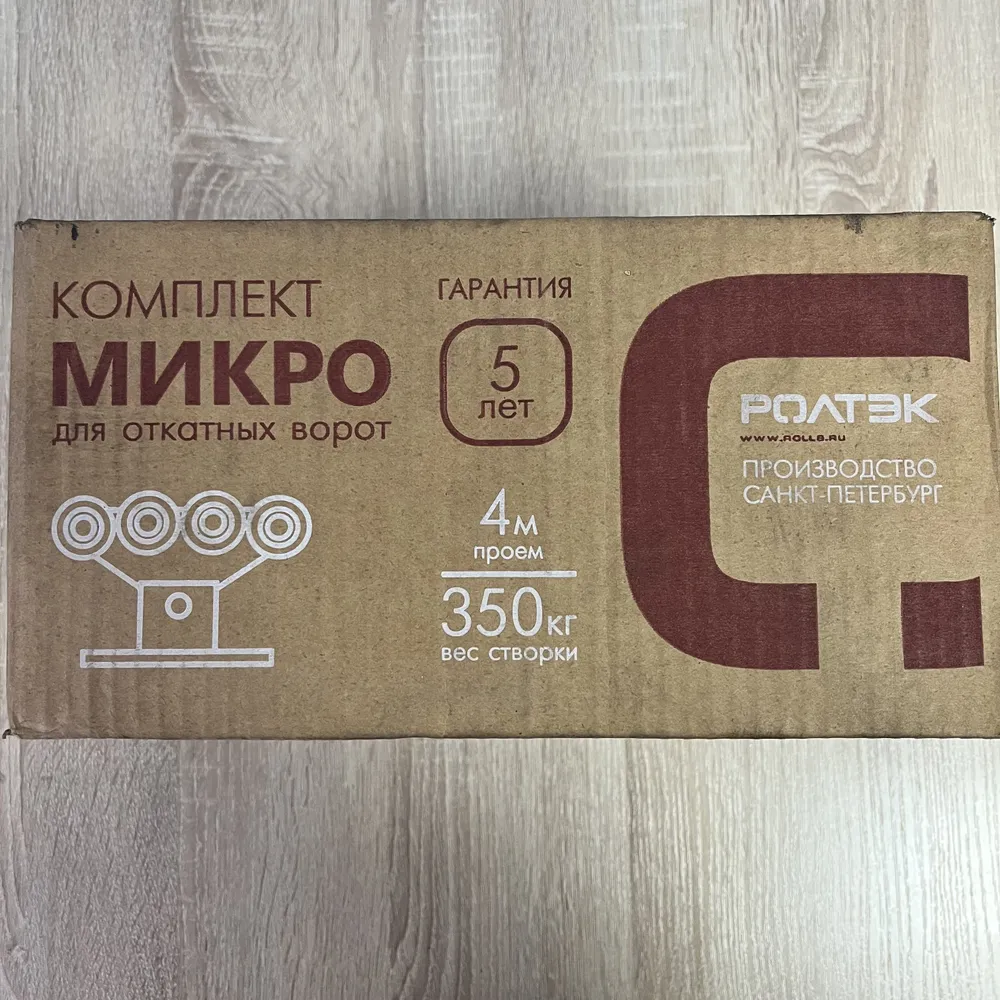 КОМПЛЕКТ
МИКРО
для откатных ворот
ГАРАНТИЯ
5
лет
4м
проем
350кг
вес створки
РОЛТЭК
WWW.ROLL8.RU
ПРОИЗВОДСТВО
САНКТ-ПЕТЕРБУРГ